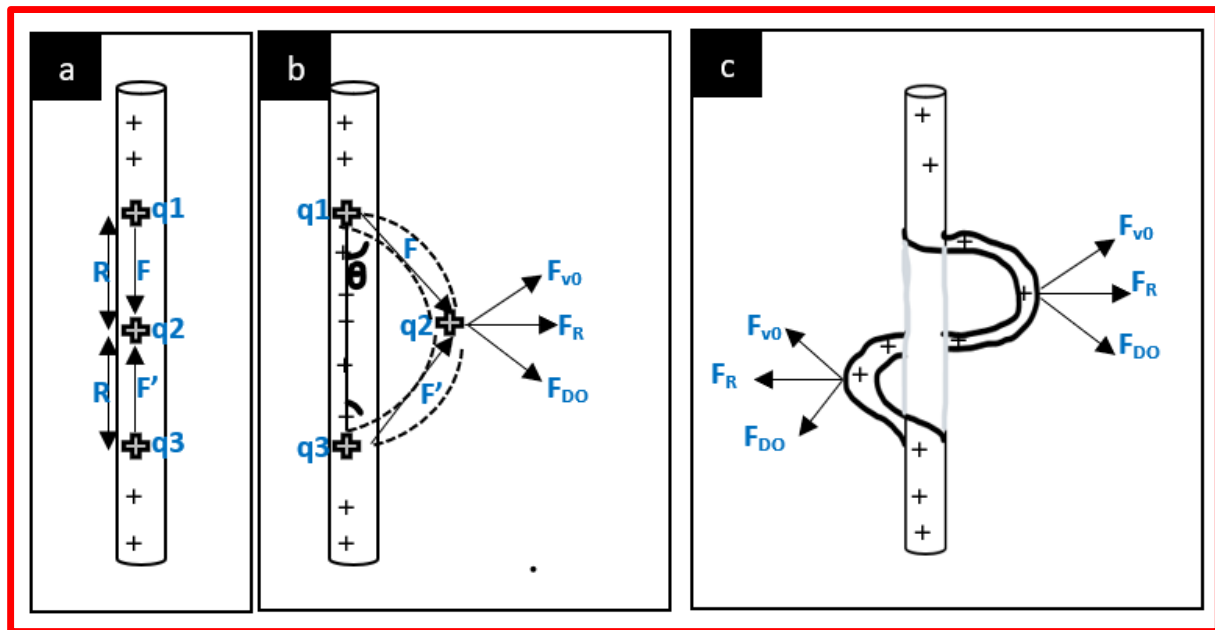 a
+
+
q1
R
F
q2
R
F'
q3
+
+
b
+
+
q1
+
F
θ
+
Fv0
q2
FR
+
+
FDO
F'
+
q3
+
+
c
+
+
Fv0
+
+
FR
Fv0
+
+
FDO
FR
+
FDO
+
+
+